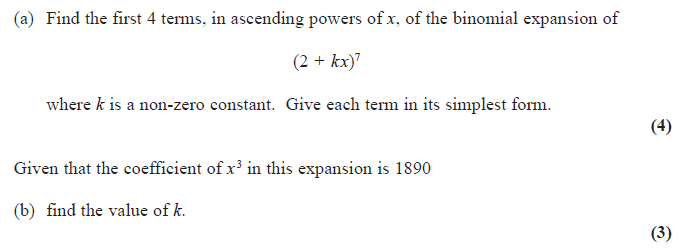 (a) Find the first 4 terms, in ascending powers of x, of the binomial expansion of
(2 + kx)⁷
where k is a non-zero constant. Give each term in its simplest form.
(4)
Given that the coefficient of x³ in this expansion is 1890
(b) find the value of k.
(3)